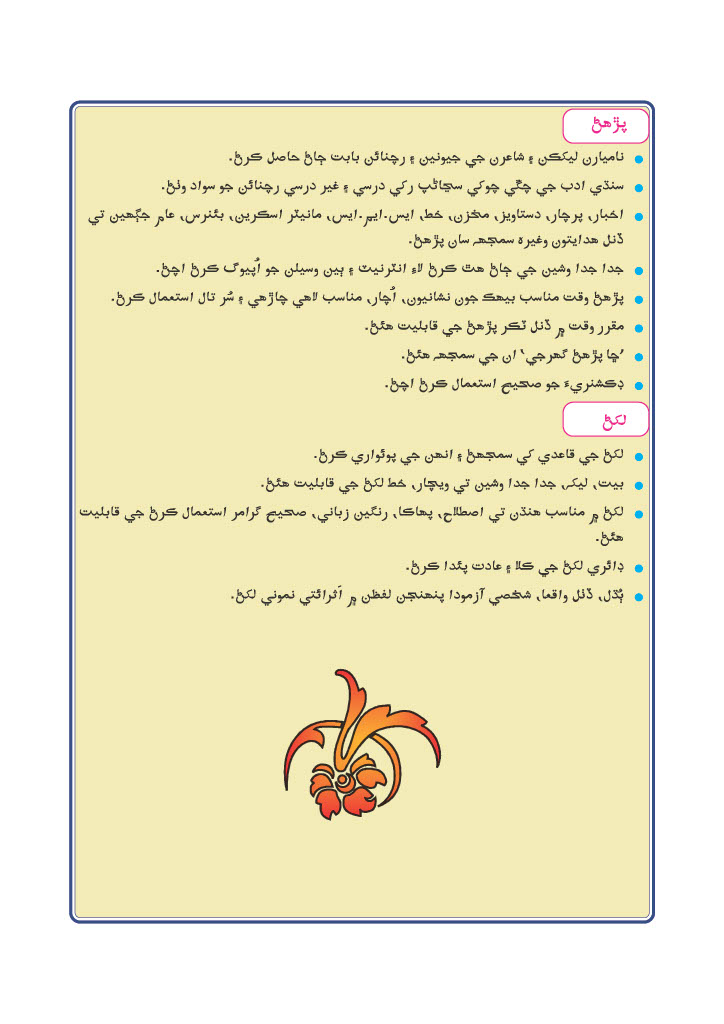 پڙهڻ
ناميارن ليکڪن ۽ شاعرن جي جيونين ۽ رچنائن بابت ڄاڻ حاصل ڪرڻ.
سنڌي ادب جي چڱي چوکي سڃاڻپ رکي درسي ۽ غير درسي رچنائن جو سواد وٺڻ.
اخبار، پرچار، دستاويز، مخزن، خط، ايس.ايم.ايس، مانيٽر اسڪرين، بئنرس، عام جڳهين تي
ڏنل هدايتون وغيره سمجهه سان پڙهڻ.
جدا جدا وشين جي ڄاڻ هٿ ڪرڻ لاءِ انٽرنيٽ ۽ ٻين وسيلن جو اُپيوگ ڪرڻ اچڻ.
پڙهڻ وقت مناسب بيهڪ جون نشانيون، اُچار، مناسب لاهي چاڙهي ۽ سُر تال استعمال ڪرڻ.
مقرر وقت ۾ ڏنل ٽڪر پڙهڻ جي قابليت هئڻ.
’ڇا پڙهڻ گهرجي‘ ان جي سمجهه هئڻ.
ڊڪشنريءَ جو صحيح استعمال ڪرڻ اچڻ.
لکڻ
لکڻ جي قاعدي کي سمجهڻ ۽ انهن جي پوئواري ڪرڻ.
بيت، ليک، جدا جدا وشين تي ويچار، خط لکڻ جي قابليت هئڻ.
لکڻ ۾ مناسب هنڌن تي اصطلاح، پهاڪا، رنگين زباني، صحيح گرامر استعمال ڪرڻ جي قابليت
هئڻ.
ڊائري لکڻ جي ڪلا ۽ عادت پئدا ڪرڻ.
ٻُڌل، ڏٺل واقعا، شخصي آزمودا پنهنجن لفظن ۾ اَثرائتي نموني لکڻ.